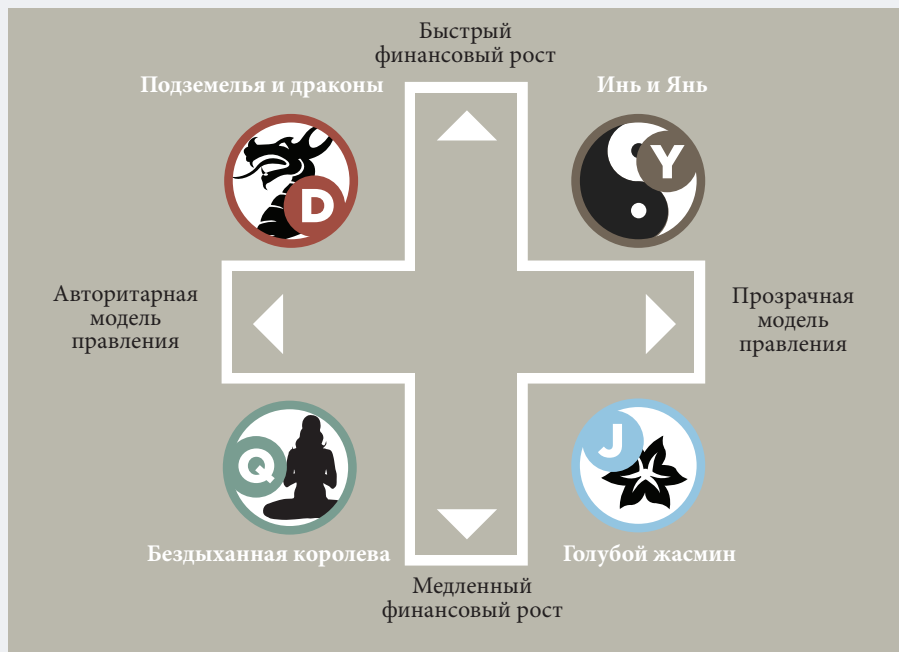 Быстрый
финансовый рост
Подземелья и драконы
Инь и Янь
D
Y
Авторитарная
модель
правления
Прозрачная
модель
правления
Q
J
Бездыханная королева
Голубой жасмин
Медленный
финансовый рост